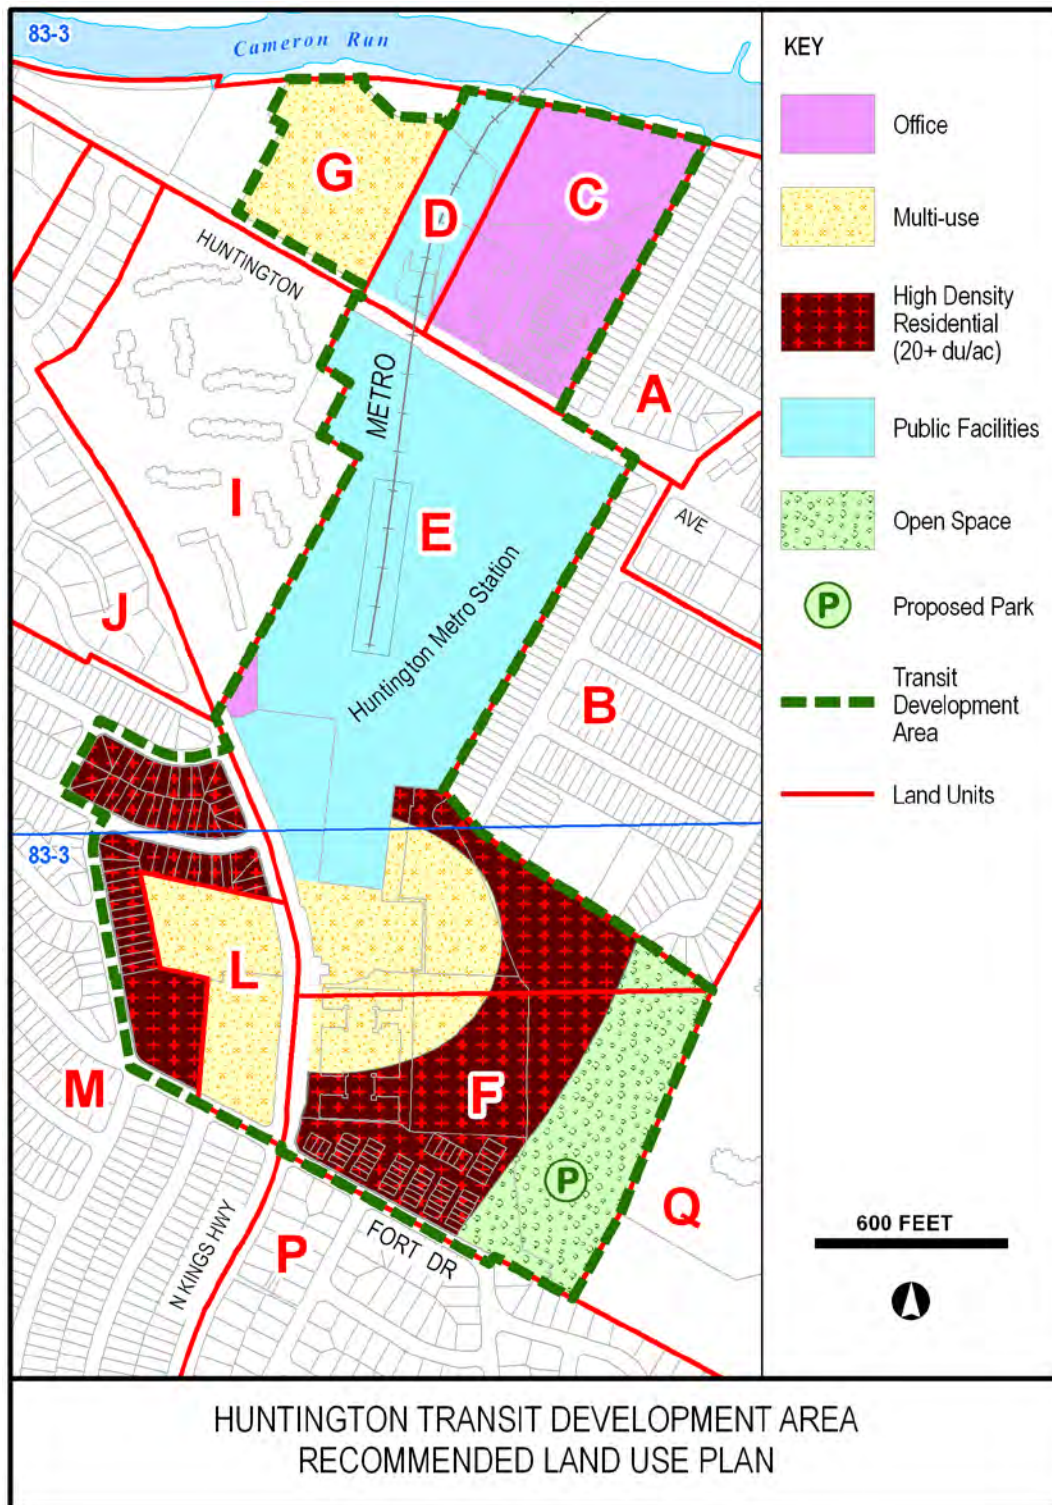 83-3
Cameron Run
G
D
C
HUNTINGTON
METRO
A
I
E
AVE
Huntington Metro Station
J
B
83-3
L
M
F
P
Q
N KINGS HWY
P
FORT DR
KEY
Office
Multi-use
High Density
Residential
(20+ du/ac)
Public Facilities
Open Space
P
Proposed Park
Transit
Development
Area
Land Units
600 FEET
HUNTINGTON TRANSIT DEVELOPMENT AREA
RECOMMENDED LAND USE PLAN